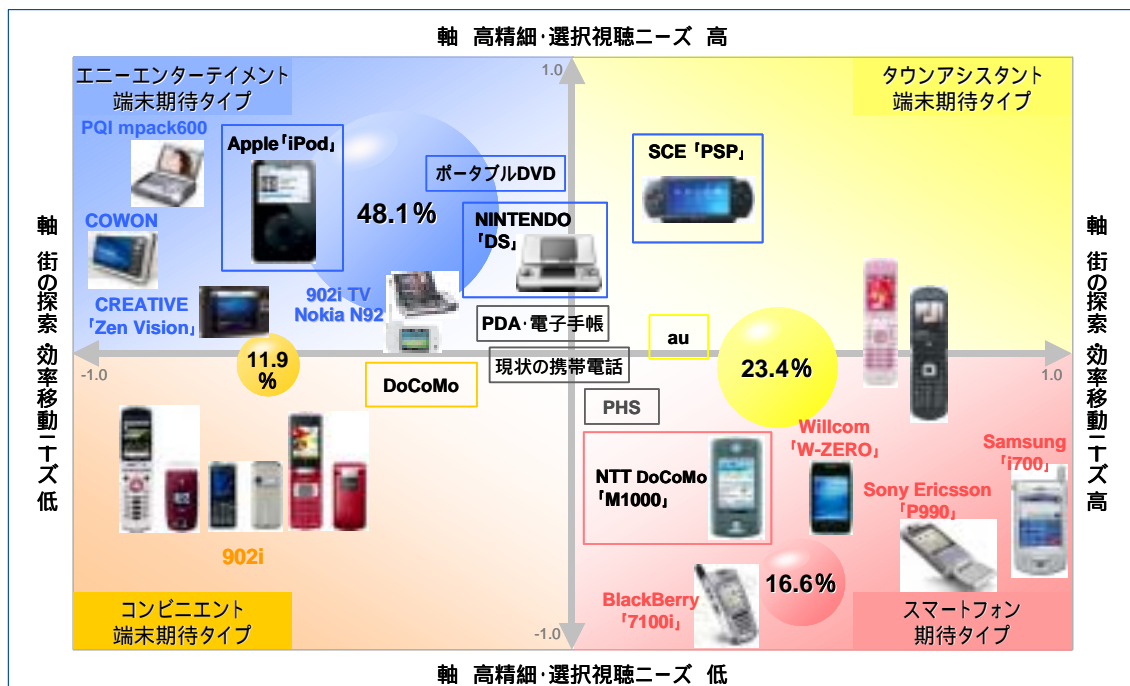 軸 高精細･選択視聴ニーズ 高
エニーエンターテイメント
端末期待タイプ
1.0
タウンアシスタント
端末期待タイプ
PQI mpack600
Apple｢iPod｣
ポータブルDVD
SCE ｢PSP｣
48.1%
COWON
NINTENDO
｢DS｣
CREATIVE
｢Zen Vision｣
902i TV
Nokia N92
PDA･電子手帳
au
軸 街の探索･効率移動ニーズ 低
軸 街の探索･効率移動ニーズ 高
-1.0
11.9
%
DoCoMo
現状の携帯電話
23.4%
1.0
PHS
Willcom
｢W-ZERO｣
Samsung
｢i700｣
NTT DoCoMo
｢M1000｣
Sony Ericsson
｢P990｣
902i
BlackBerry
｢7100i｣
16.6%
コンビニエント
端末期待タイプ
-1.0
スマートフォン
期待タイプ
軸 高精細･選択視聴ニーズ 低